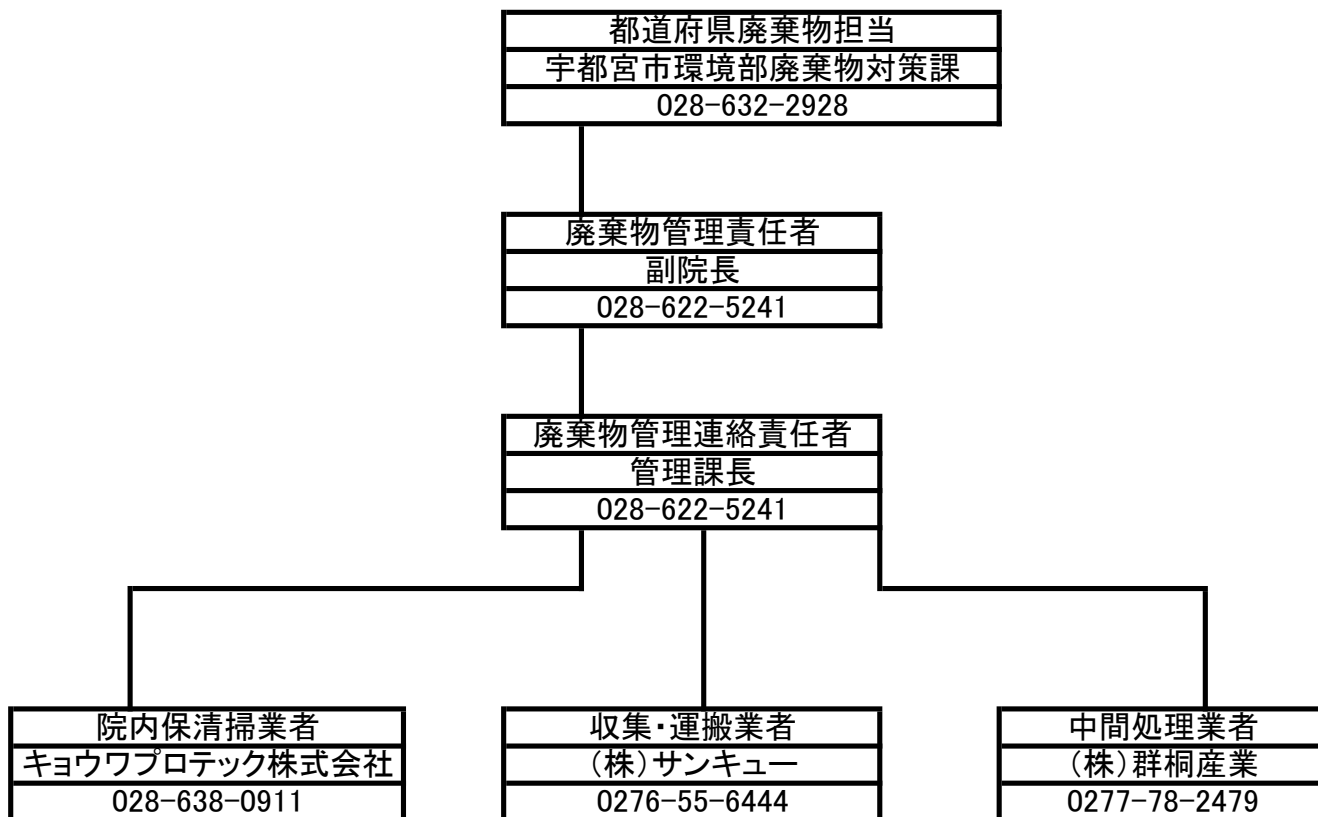 都道府県廃棄物担当
宇都宮市環境部廃棄物対策課
028-632-2928
廃棄物管理責任者
副院長
028-622-5241
廃棄物管理連絡責任者
管理課長
028-622-5241
院内保清掃業者
キョウワプロテック株式会社
028-638-0911
収集・運搬業者
(株)サンキュー
0276-55-6444
中間処理業者
(株)群桐産業
0277-78-2479